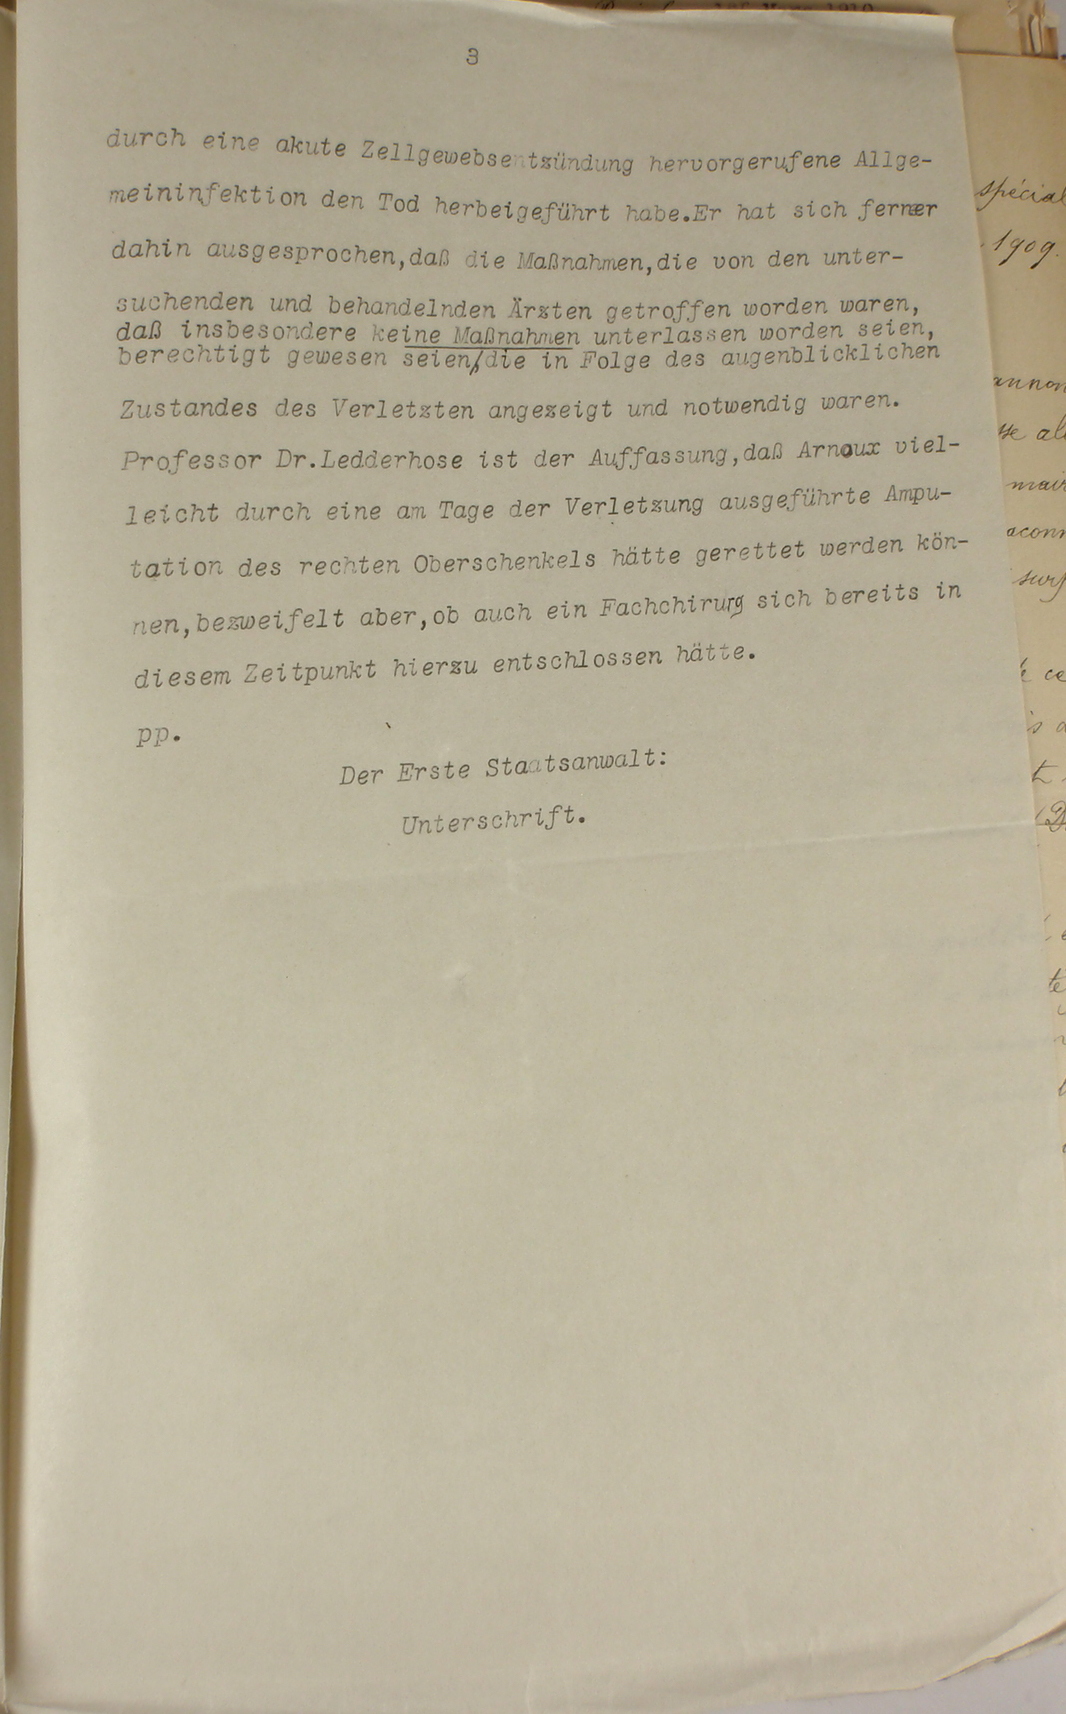 3
durch eine akute Zellgewebsentzündung hervorgerufene Allge-
meininfektion den Tod herbeigeführt habe.Er hat sich ferner
dahin ausgesprochen,daß die Maßnahmen,die von den unter-
suchenden und behandelnden Ärzten getroffen worden waren,
daß insbesondere keine Maßnahmen unterlassen worden seien,
berechtigt gewesen seien,/die in Folge des augenblicklichen
Zustandes des Verletzten angezeigt und notwendig waren.
Professor Dr.Ledderhose ist der Auffassung,daß Arnoux viel-
leicht durch eine am Tage der Verletzung ausgeführte Ampu-
tation des rechten Oberschenkels hätte gerettet werden kön-
nen,bezweifelt aber,ob auch ein Fachchirurg sich bereits in
diesem Zeitpunkt hierzu entschlossen hätte.
pp.
Der Erste Staatsanwalt:
Unterschrift.
spécial
1909.